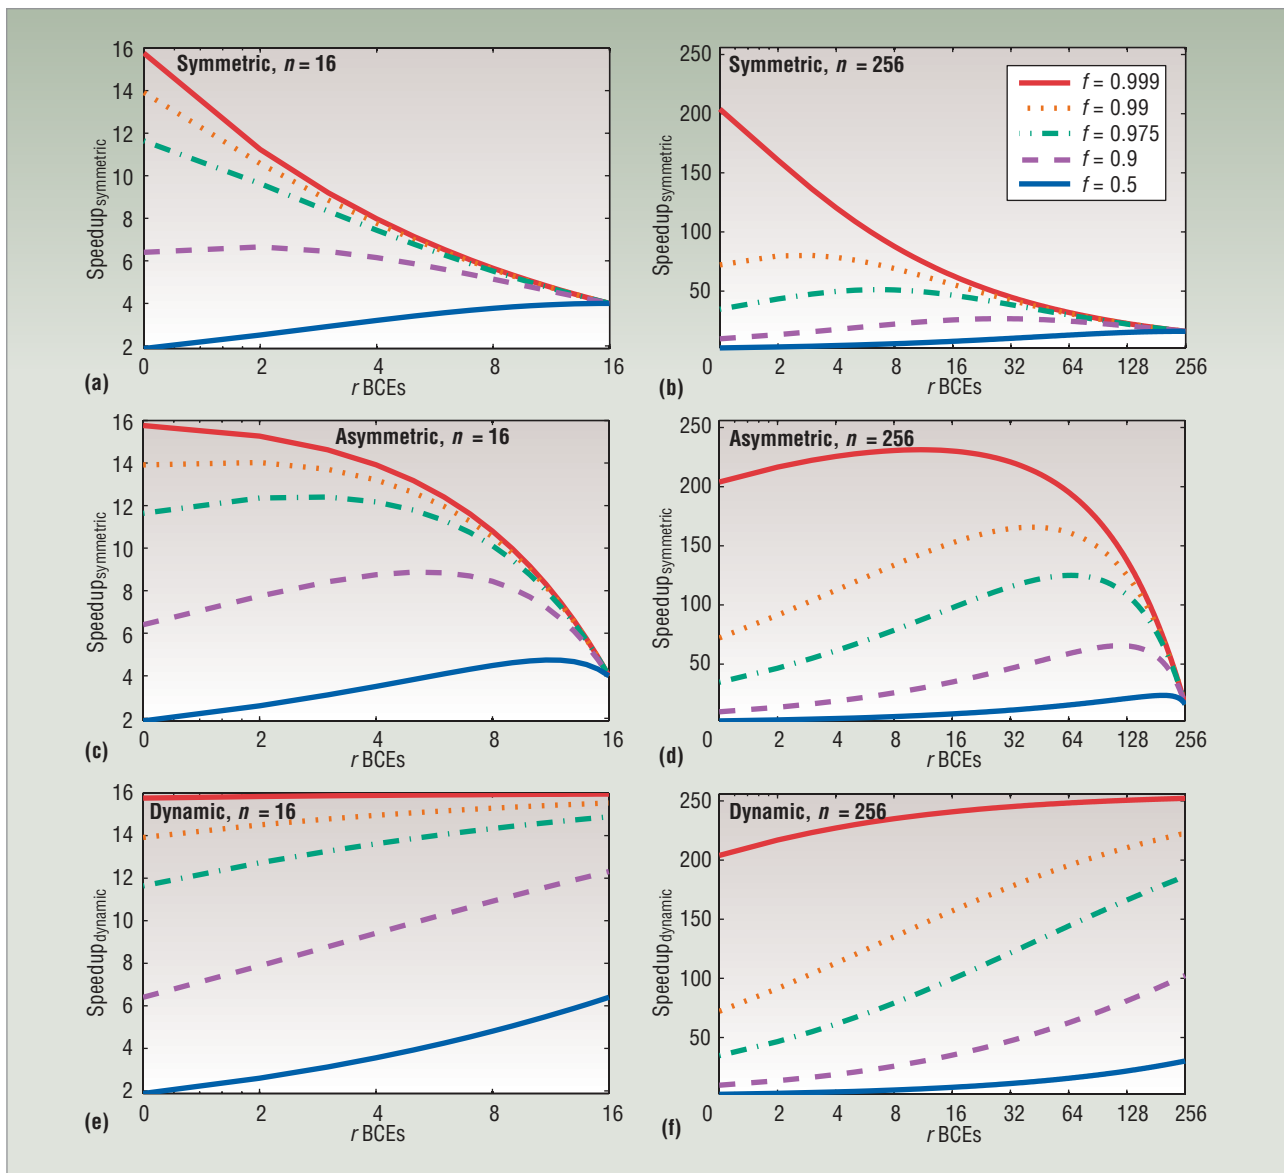 Symmetric, n = 16
Speedup symmetric
16
14
12
10
8
6
4
2
0 2 4 8 16
(a)
r BCEs
Symmetric, n = 256
Speedup symmetric
250
200
150
100
50
0 2 4 8 16 32 64 128 256
(b)
r BCEs
f = 0.999
f = 0.99
f = 0.975
f = 0.9
f = 0.5
Asymmetric, n = 16
Speedup symmetric
16
14
12
10
8
6
4
2
0 2 4 8 16
(c)
r BCEs
Asymmetric, n = 256
Speedup symmetric
250
200
150
100
50
0 2 4 8 16 32 64 128 256
(d)
r BCEs
Dynamic, n = 16
Speedup dynamic
16
14
12
10
8
6
4
2
0 2 4 8 16
(e)
r BCEs
Dynamic, n = 256
Speedup dynamic
250
200
150
100
50
0 2 4 8 16 32 64 128 256
(f)
r BCEs